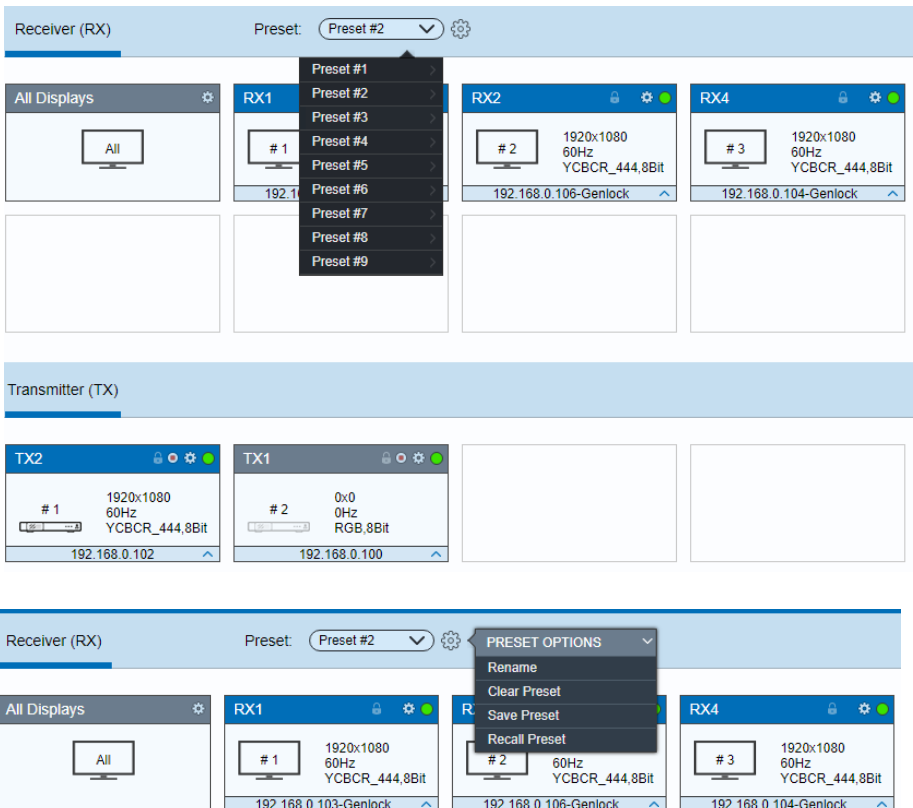 Receiver (RX)
Preset:
Preset #2
Preset #1
Preset #2
Preset #3
Preset #4
Preset #5
Preset #6
Preset #7
Preset #8
Preset #9
All Displays
All
RX1
# 1
192.1
RX2
# 2
1920x1080
60Hz
YCBCR_444,8Bit
192.168.0.106-Genlock
RX4
# 3
1920x1080
60Hz
YCBCR_444,8Bit
192.168.0.104-Genlock
Transmitter (TX)
TX2
# 1
1920x1080
60Hz
YCBCR_444,8Bit
192.168.0.102
TX1
# 2
0x0
0Hz
RGB,8Bit
192.168.0.100
Receiver (RX)
Preset:
Preset #2
PRESET OPTIONS
Rename
Clear Preset
Save Preset
Recall Preset
All Displays
All
RX1
# 1
1920x1080
60Hz
YCBCR_444,8Bit
192.168.0.103-Genlock
R
# 2
60Hz
YCBCR_444,8Bit
192.168.0.106-Genlock
RX4
# 3
1920x1080
60Hz
YCBCR_444,8Bit
192.168.0.104-Genlock